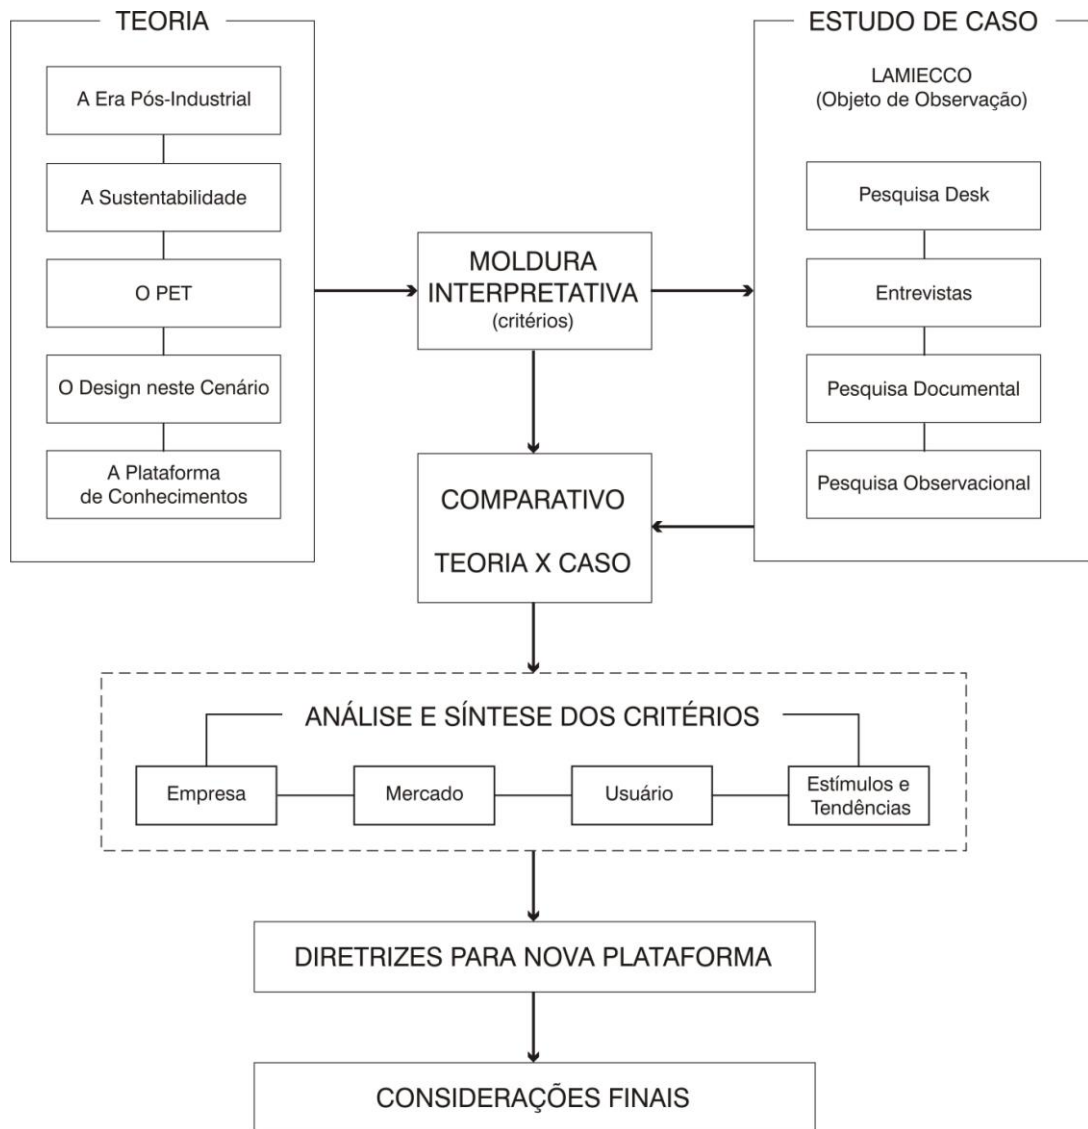 TEORIA
A Era Pós-Industrial
A Sustentabilidade
O PET
O Design neste Cenário
A Plataforma
de Conhecimentos
MOLDURA
INTERPRETATIVA
(critérios)
ESTUDO DE CASO
LAMIECCO
(Objeto de Observação)
Pesquisa Desk
Entrevistas
Pesquisa Documental
Pesquisa Observacional
COMPARATIVO
TEORIA X CASO
ANÁLISE E SÍNTESE DOS CRITÉRIOS
Empresa
Mercado
Usuário
Estímulos e
Tendências
DIRETRIZES PARA NOVA PLATAFORMA
CONSIDERAÇÕES FINAIS